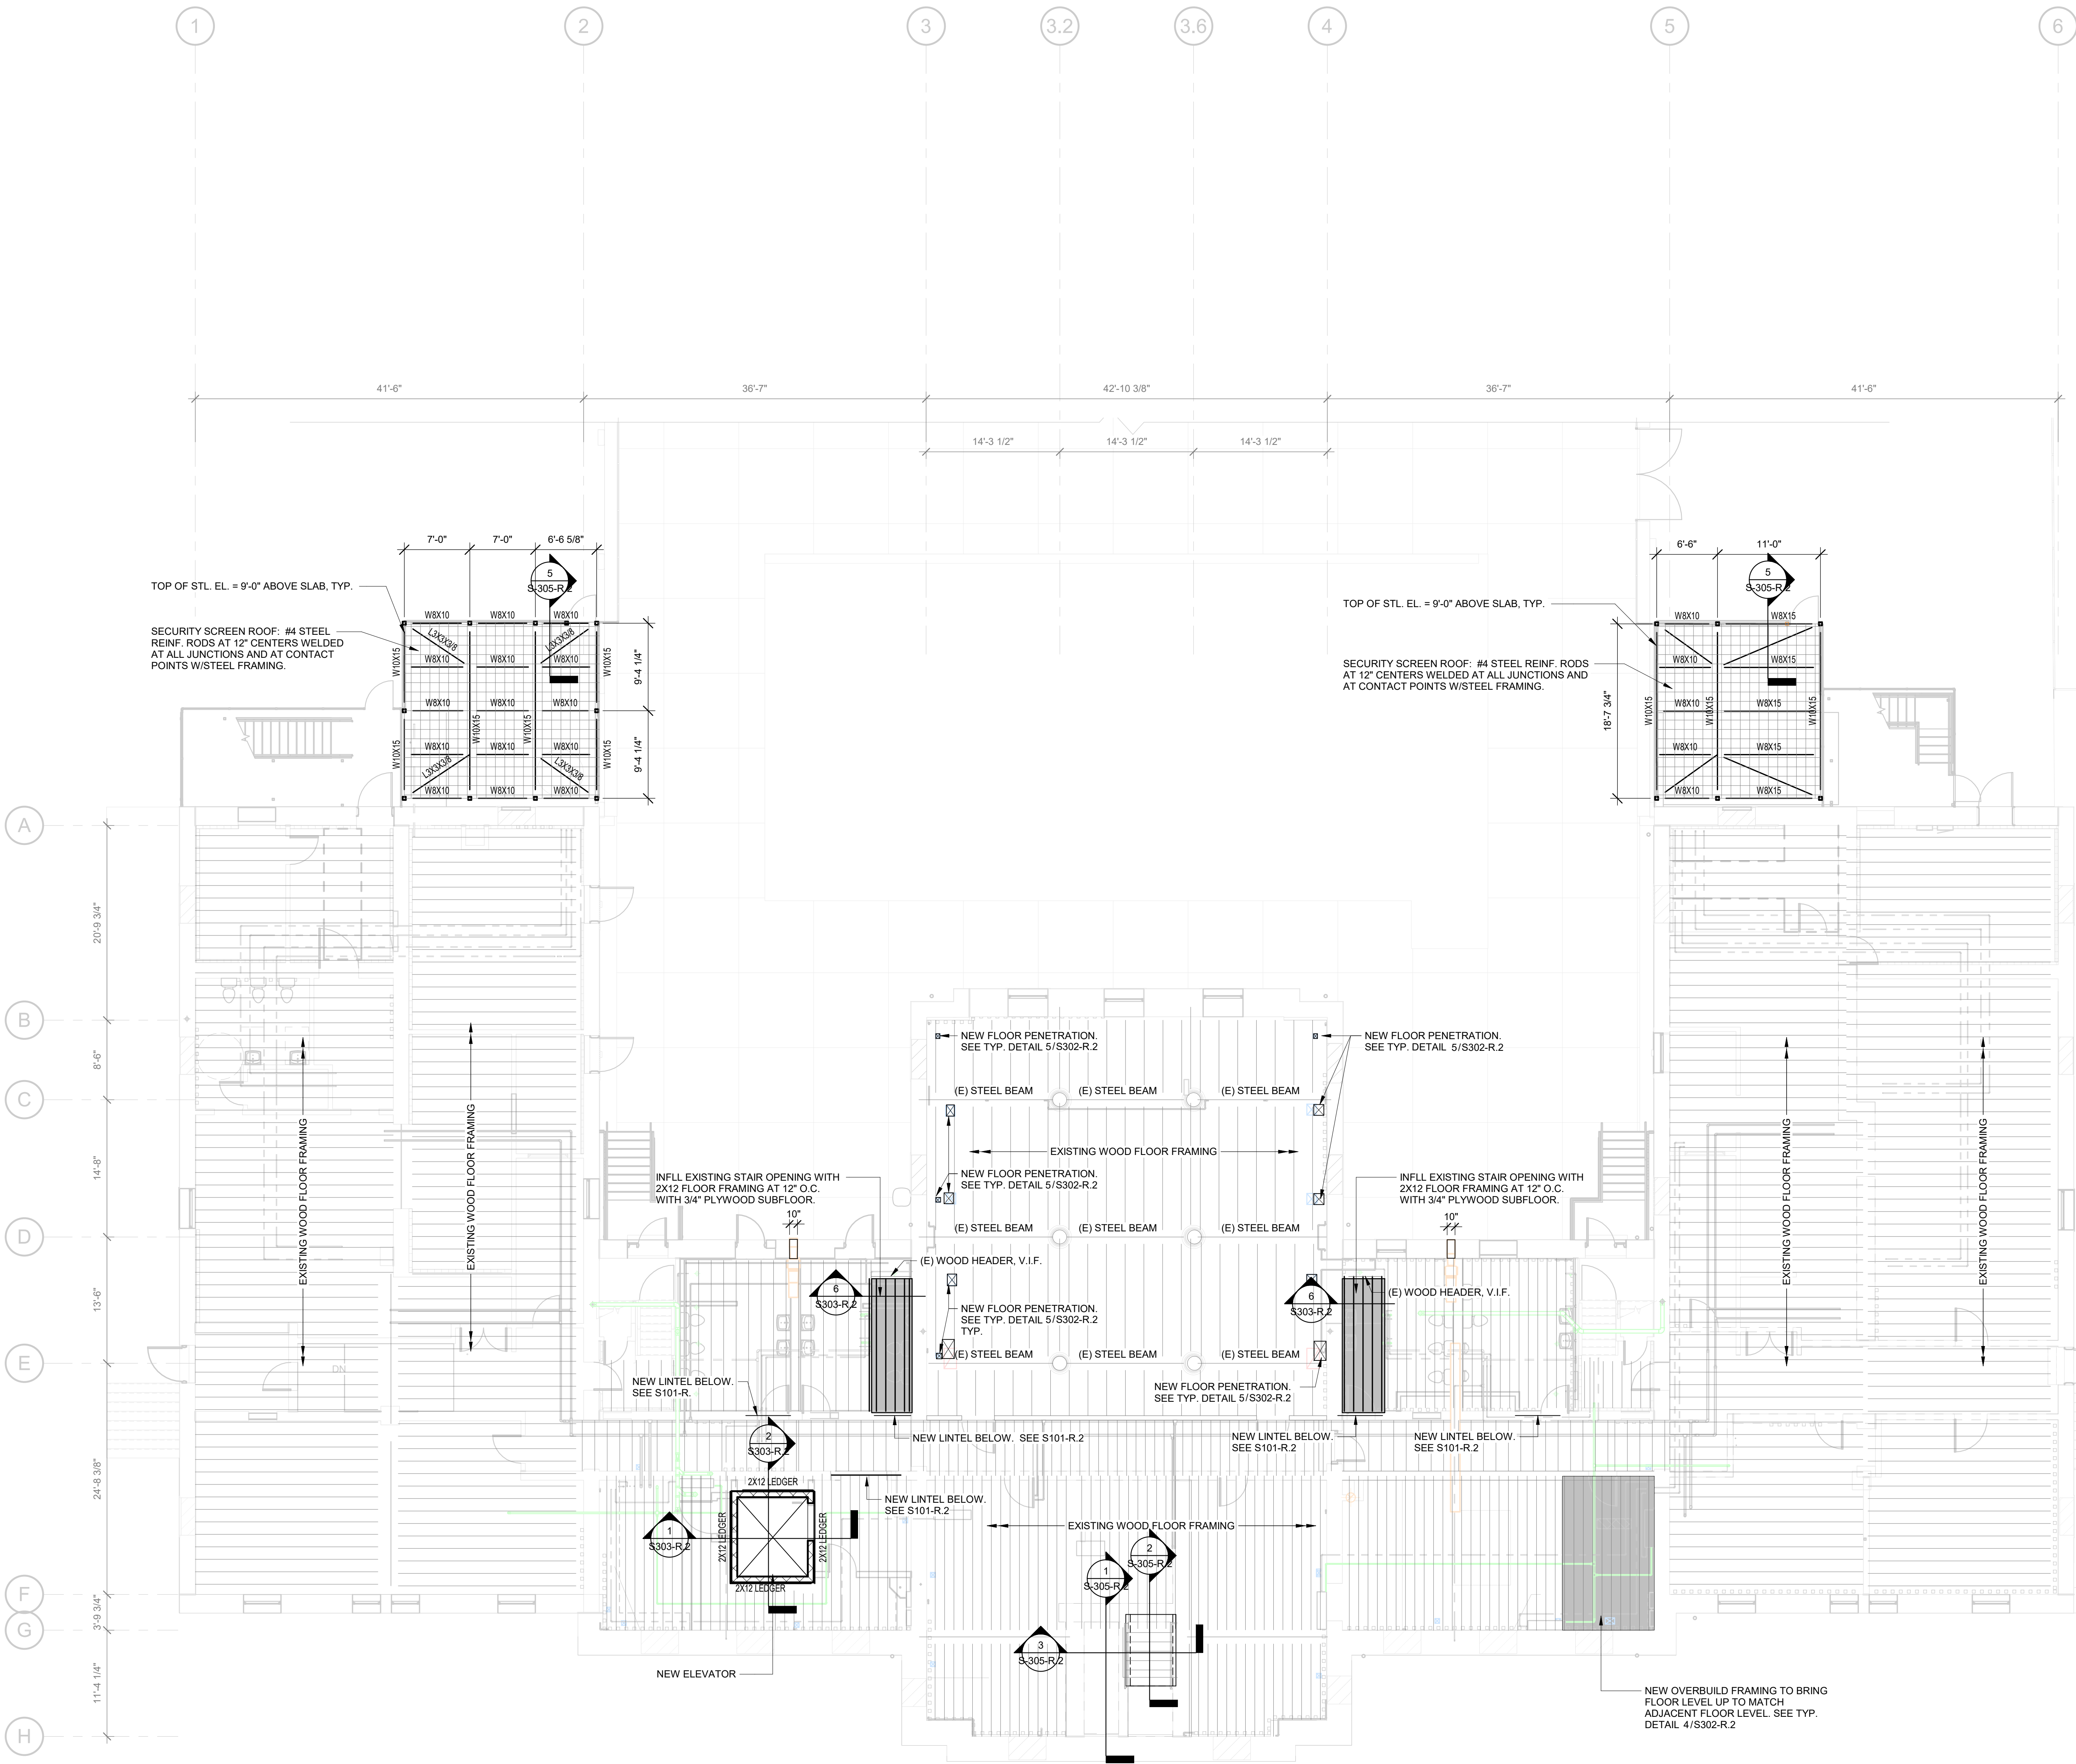 1
2
3
3.2
3.6
4
5
6
41'-6"
36'-7"
42'-10 3/8"
36'-7"
41'-6"
14'-3 1/2"
14'-3 1/2"
14'-3 1/2"
7'-0"
7'-0"
6'-6 5/8"
5
S-305-R.2
TOP OF STL. EL. = 9'-0" ABOVE SLAB, TYP.
SECURITY SCREEN ROOF: #4 STEEL
REINF. RODS AT 12" CENTERS WELDED
AT ALL JUNCTIONS AND AT CONTACT
POINTS W/STEEL FRAMING.
W8X10
W8X10
W8X10
L3X3X3/8
L3X3X3/8
W8X10
W8X10
W8X10
W10X15
W10X15
9'-4 1/4"
W8X10
W8X10
W8X10
W10X15
W10X15
W10X15
W10X15
9'-4 1/4"
W8X10
W8X10
W8X10
L3X3X3/8
L3X3X3/8
W8X10
W8X10
W8X10
6'-6"
11'-0"
5
S-305-R.2
TOP OF STL. EL. = 9'-0" ABOVE SLAB, TYP.
SECURITY SCREEN ROOF: #4 STEEL REINF. RODS
AT 12" CENTERS WELDED AT ALL JUNCTIONS AND
AT CONTACT POINTS W/STEEL FRAMING.
18'-7 3/4"
W8X10
W8X15
W8X10
W8X15
W8X10
W8X15
W10X15
W10X15
W10X15
W8X10
W8X15
W8X10
W8X15
A
20'-9 3/4"
B
8'-6"
C
14'-8"
D
13'-6"
E
24'-8 3/8"
F
3'-9 3/4"
G
11'-4 1/4"
H
EXISTING WOOD FLOOR FRAMING
EXISTING WOOD FLOOR FRAMING
DN
NEW FLOOR PENETRATION.
SEE TYP. DETAIL 5/S302-R.2
NEW FLOOR PENETRATION.
SEE TYP. DETAIL 5/S302-R.2
(E) STEEL BEAM
(E) STEEL BEAM
(E) STEEL BEAM
EXISTING WOOD FLOOR FRAMING
NEW FLOOR PENETRATION.
SEE TYP. DETAIL 5/S302-R.2
INFLL EXISTING STAIR OPENING WITH
2X12 FLOOR FRAMING AT 12" O.C.
WITH 3/4" PLYWOOD SUBFLOOR.
10"
INFLL EXISTING STAIR OPENING WITH
2X12 FLOOR FRAMING AT 12" O.C.
WITH 3/4" PLYWOOD SUBFLOOR.
10"
(E) STEEL BEAM
(E) STEEL BEAM
(E) STEEL BEAM
(E) WOOD HEADER, V.I.F.
6
S303-R.2
6
S303-R.2
(E) WOOD HEADER, V.I.F.
NEW FLOOR PENETRATION.
SEE TYP. DETAIL 5/S302-R.2
TYP.
(E) STEEL BEAM
(E) STEEL BEAM
(E) STEEL BEAM
NEW LINTEL BELOW.
SEE S101-R.
NEW FLOOR PENETRATION.
SEE TYP. DETAIL 5/S302-R.2
2
S303-R.2
NEW LINTEL BELOW. SEE S101-R.2
NEW LINTEL BELOW.
SEE S101-R.2
NEW LINTEL BELOW.
SEE S101-R.2
2X12 LEDGER
NEW LINTEL BELOW.
SEE S101-R.2
1
S303-R.2
2X12 LEDGER
2X12 LEDGER
2X12 LEDGER
EXISTING WOOD FLOOR FRAMING
2
S-305-R.2
1
S-305-R.2
3
S-305-R.2
NEW ELEVATOR
EXISTING WOOD FLOOR FRAMING
EXISTING WOOD FLOOR FRAMING
NEW OVERBUILD FRAMING TO BRING
FLOOR LEVEL UP TO MATCH
ADJACENT FLOOR LEVEL. SEE TYP.
DETAIL 4/S302-R.2